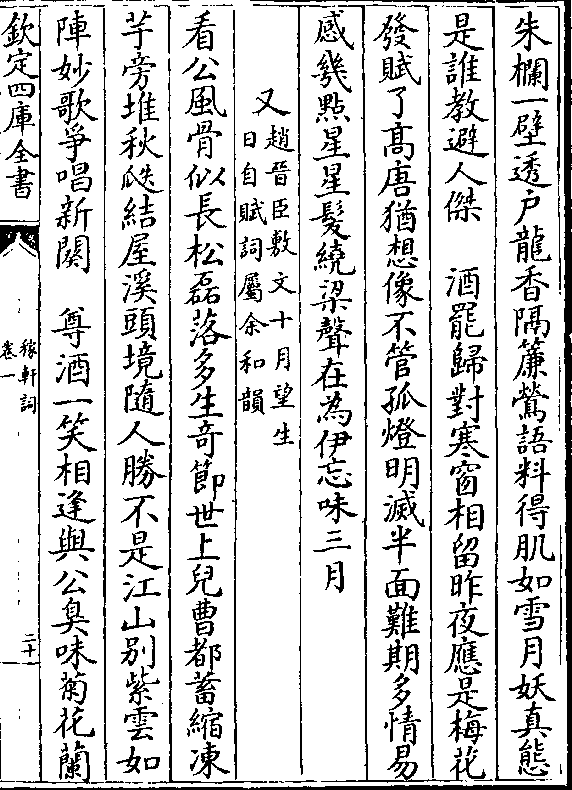 朱欄一壁透户龍香隔簾鶯語料得肌如雪月妖真態
是誰教避人傑　酒罷歸對寒窗相留昨夜應是梅花
發賦了髙唐猶想像不管孤燈明滅半面難期多情易
感幾點星星髮繞梁聲在為伊忘味三月
又趙晉臣敷文十月望生
日自賦詞屬余和韻
看公風骨似長松磊落多生奇節世上兒曹都蓄縮凍
芋旁堆秋瓞結屋溪頭境隨人勝不是江山别紫雲如
陣妙歌爭唱新闋　尊酒一笑相逢與公臭味菊花蘭
欽定四庫全書
稼軒詞
卷一
二十